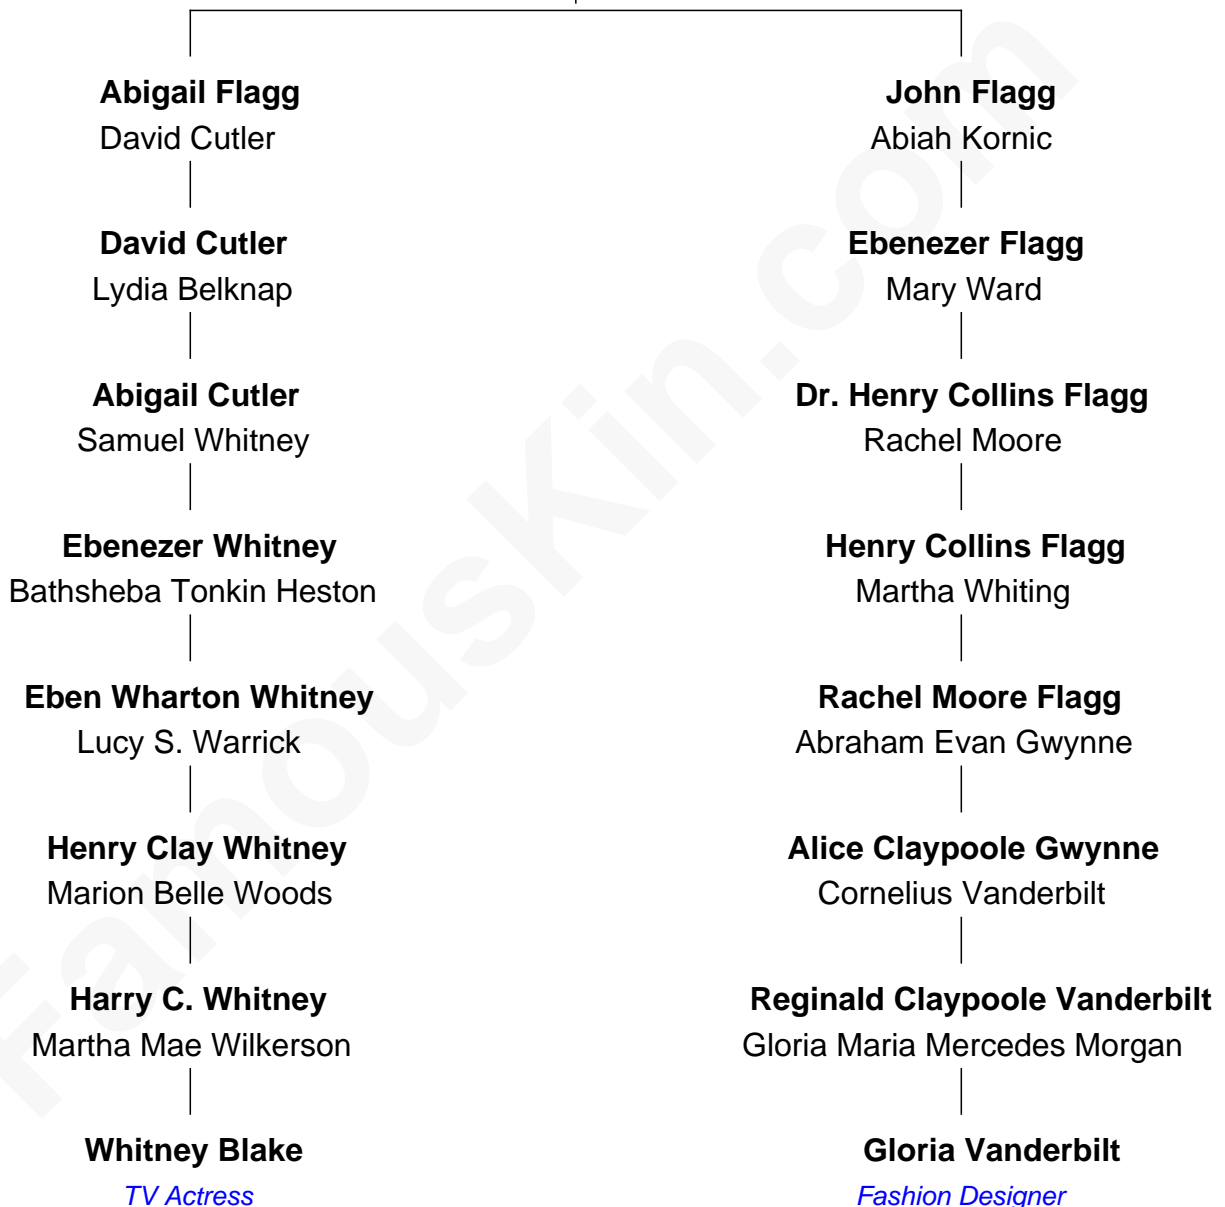 Abigail Flagg
David Cutler
David Cutler
Lydia Belknap
Abigail Cutler
Samuel Whitney
Ebenezer Whitney
Bathsheba Tonkin Heston
Eben Wharton Whitney
Lucy S. Warrick
Henry Clay Whitney
Marion Belle Woods
Harry C. Whitney
Martha Mae Wilkerson
Whitney Blake
TV Actress
John Flagg
Abiah Kornic
Ebenezer Flagg
Mary Ward
Dr. Henry Collins Flagg
Rachel Moore
Henry Collins Flagg
Martha Whiting
Rachel Moore Flagg
Abraham Evan Gwynne
Alice Claypoole Gwynne
Cornelius Vanderbilt
Reginald Claypoole Vanderbilt
Gloria Maria Mercedes Morgan
Gloria Vanderbilt
Fashion Designer
FamousKin.com